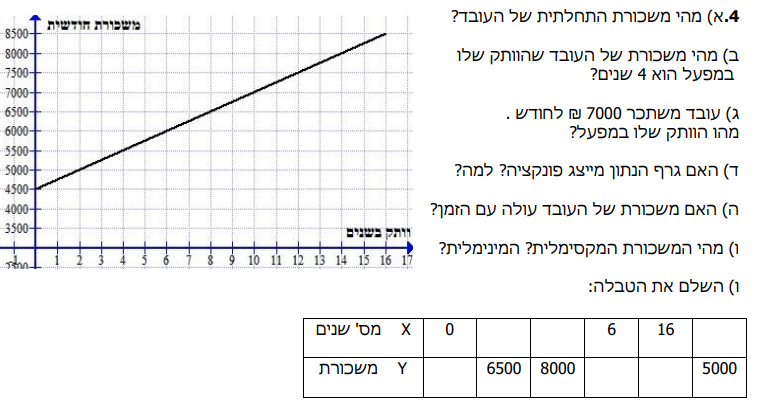 4.א) מהי משכורת התחלתית של העובד?
ב) מהי משכורת של העובד שהוותק שלו
במפעל הוא 4 שנים?
ג) עובד משתכר 7000 ₪ לחודש .
מהו הוותק שלו במפעל?
ד) האם גרף הנתון מייצג פונקציה? למה?
ה) האם משכורת של העובד עולה עם הזמן?
ו) מהי המשכורת המקסימלית? המינימלית?
ו) השלם את הטבלה:
משכורת חודשית
8500
8000
7500
7000
6500
6000
5500
5000
4500
4000
3500
וותק בשנים
1 2 3 4 5 6 7 8 9 10 11 12 13 14 15 16 17
מס' שנים X 0 6 16
משכורת Y 6500 8000 5000